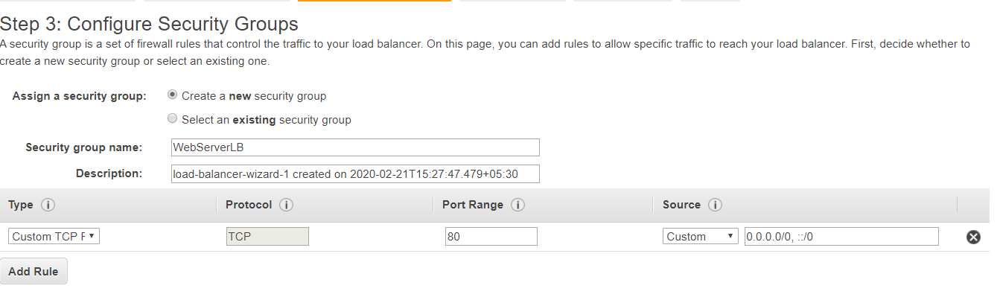 Step 3: Configure Security Groups
A security group is a set of firewall rules that control the traffic to your load balancer. On this page, you can add rules to allow specific traffic to reach your load balancer. First, decide whether to
create a new security group or select an existing one.
Assign a security group: Create a new security group
Select an existing security group
Security group name: WebServerLB
Description: load-balancer-wizard-1 created on 2020-02-21T15:27:47.479+05:30
Type i Protocol i Port Range i Source i
Custom TCP F TCP 80 Custom 0.0.0.0/0, ::/0
Add Rule